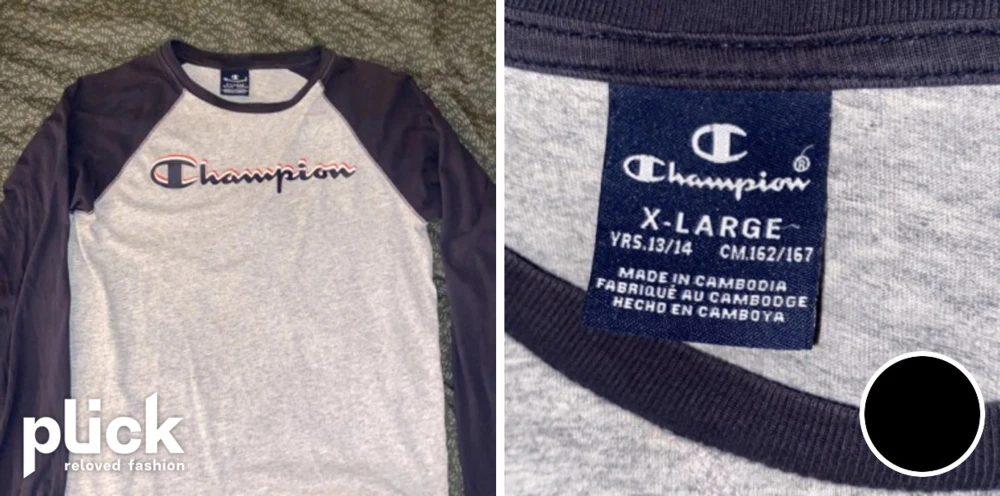 Champion
plick
reloved fashion
Champion®
X-LARGE
YRS.13/14 CM.162/167
MADE IN CAMBODIA
FABRIQUÉ AU CAMBODGE
HECHO EN CAMBOYA